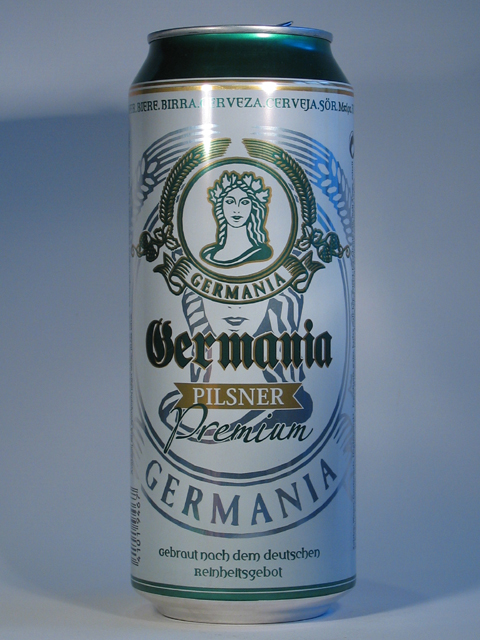 BIERE.BIRRA.CERVEZA.CERVEJA.SÖR
GERMANIA
Germania
PILSNER
Premium
GERMANIA
Gebraut nach dem deutschen
Reinheitsgebot